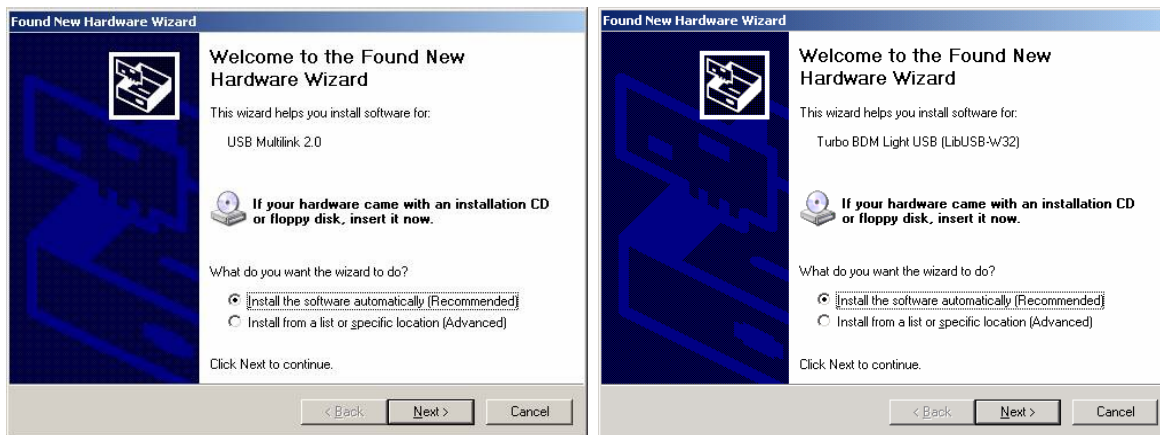 Found New Hardware Wizard
Welcome to the Found New
Hardware Wizard
This wizard helps you install software for:
USB Multilink 2.0
If your hardware came with an installation CD
or floppy disk, insert it now.
What do you want the wizard to do?
Install the software automatically (Recommended)
Install from a list or specific location (Advanced)
Click Next to continue.
< Back
Next >
Cancel
Found New Hardware Wizard
Welcome to the Found New
Hardware Wizard
This wizard helps you install software for:
Turbo BDM Light USB (LibUSB-W32)
If your hardware came with an installation CD
or floppy disk, insert it now.
What do you want the wizard to do?
Install the software automatically (Recommended)
Install from a list or specific location (Advanced)
Click Next to continue.
< Back
Next >
Cancel